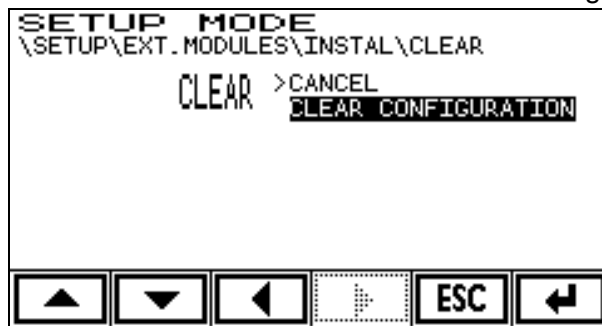 SETUP MODE
\SETUP\EXT.MODULES\INSTAL\CLEAR
CLEAR >CANCEL
CLEAR CONFIGURATION
ESC